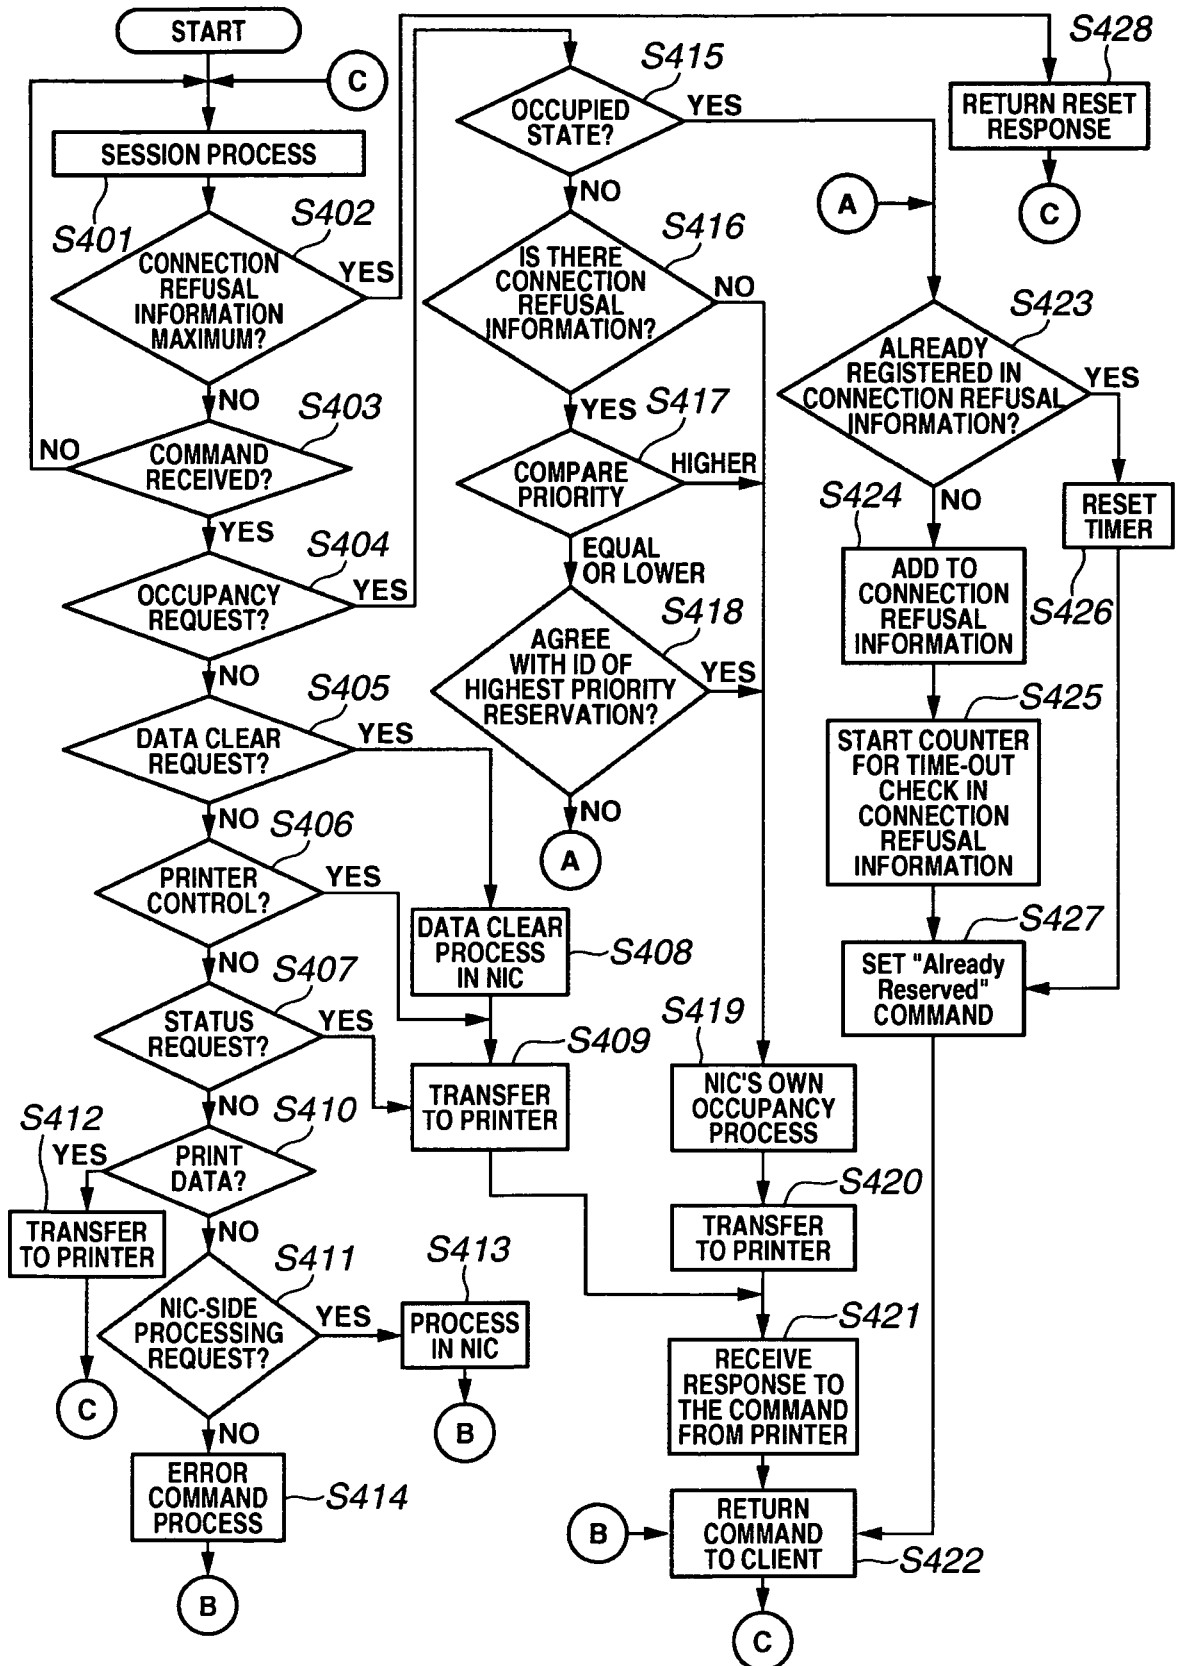 START
C
SESSION PROCESS
S401
S402
CONNECTION
REFUSAL
INFORMATION
MAXIMUM?
YES
NO
S403
NO
COMMAND
RECEIVED?
YES
S404
OCCUPANCY
REQUEST?
YES
NO
S405
DATA CLEAR
REQUEST?
YES
NO
S406
PRINTER
CONTROL?
YES
NO
S407
STATUS
REQUEST?
YES
NO
S410
S412
YES
PRINT
DATA?
TRANSFER
TO PRINTER
NO
S411
C
NIC-SIDE
PROCESSING
REQUEST?
YES
S413
PROCESS
IN NIC
B
NO
ERROR
COMMAND
PROCESS
S414
B
DATA CLEAR
PROCESS
IN NIC
S408
S409
TRANSFER
TO PRINTER
S415
OCCUPIED
STATE?
YES
NO
S416
IS THERE
CONNECTION
REFUSAL
INFORMATION?
NO
YES
S417
COMPARE
PRIORITY
HIGHER
EQUAL
OR LOWER
S418
AGREE
WITH ID OF
HIGHEST PRIORITY
RESERVATION?
YES
NO
A
S419
NIC'S OWN
OCCUPANCY
PROCESS
S420
TRANSFER
TO PRINTER
S421
RECEIVE
RESPONSE TO
THE COMMAND
FROM PRINTER
B
RETURN
COMMAND
TO CLIENT
S422
C
S428
RETURN RESET
RESPONSE
C
A
S423
ALREADY
REGISTERED IN
CONNECTION REFUSAL
INFORMATION?
YES
NO
S424
ADD TO
CONNECTION
REFUSAL
INFORMATION
RESET
TIMER
S426
S425
START COUNTER
FOR TIME-OUT
CHECK IN
CONNECTION
REFUSAL
INFORMATION
S427
SET "Already
Reserved"
COMMAND